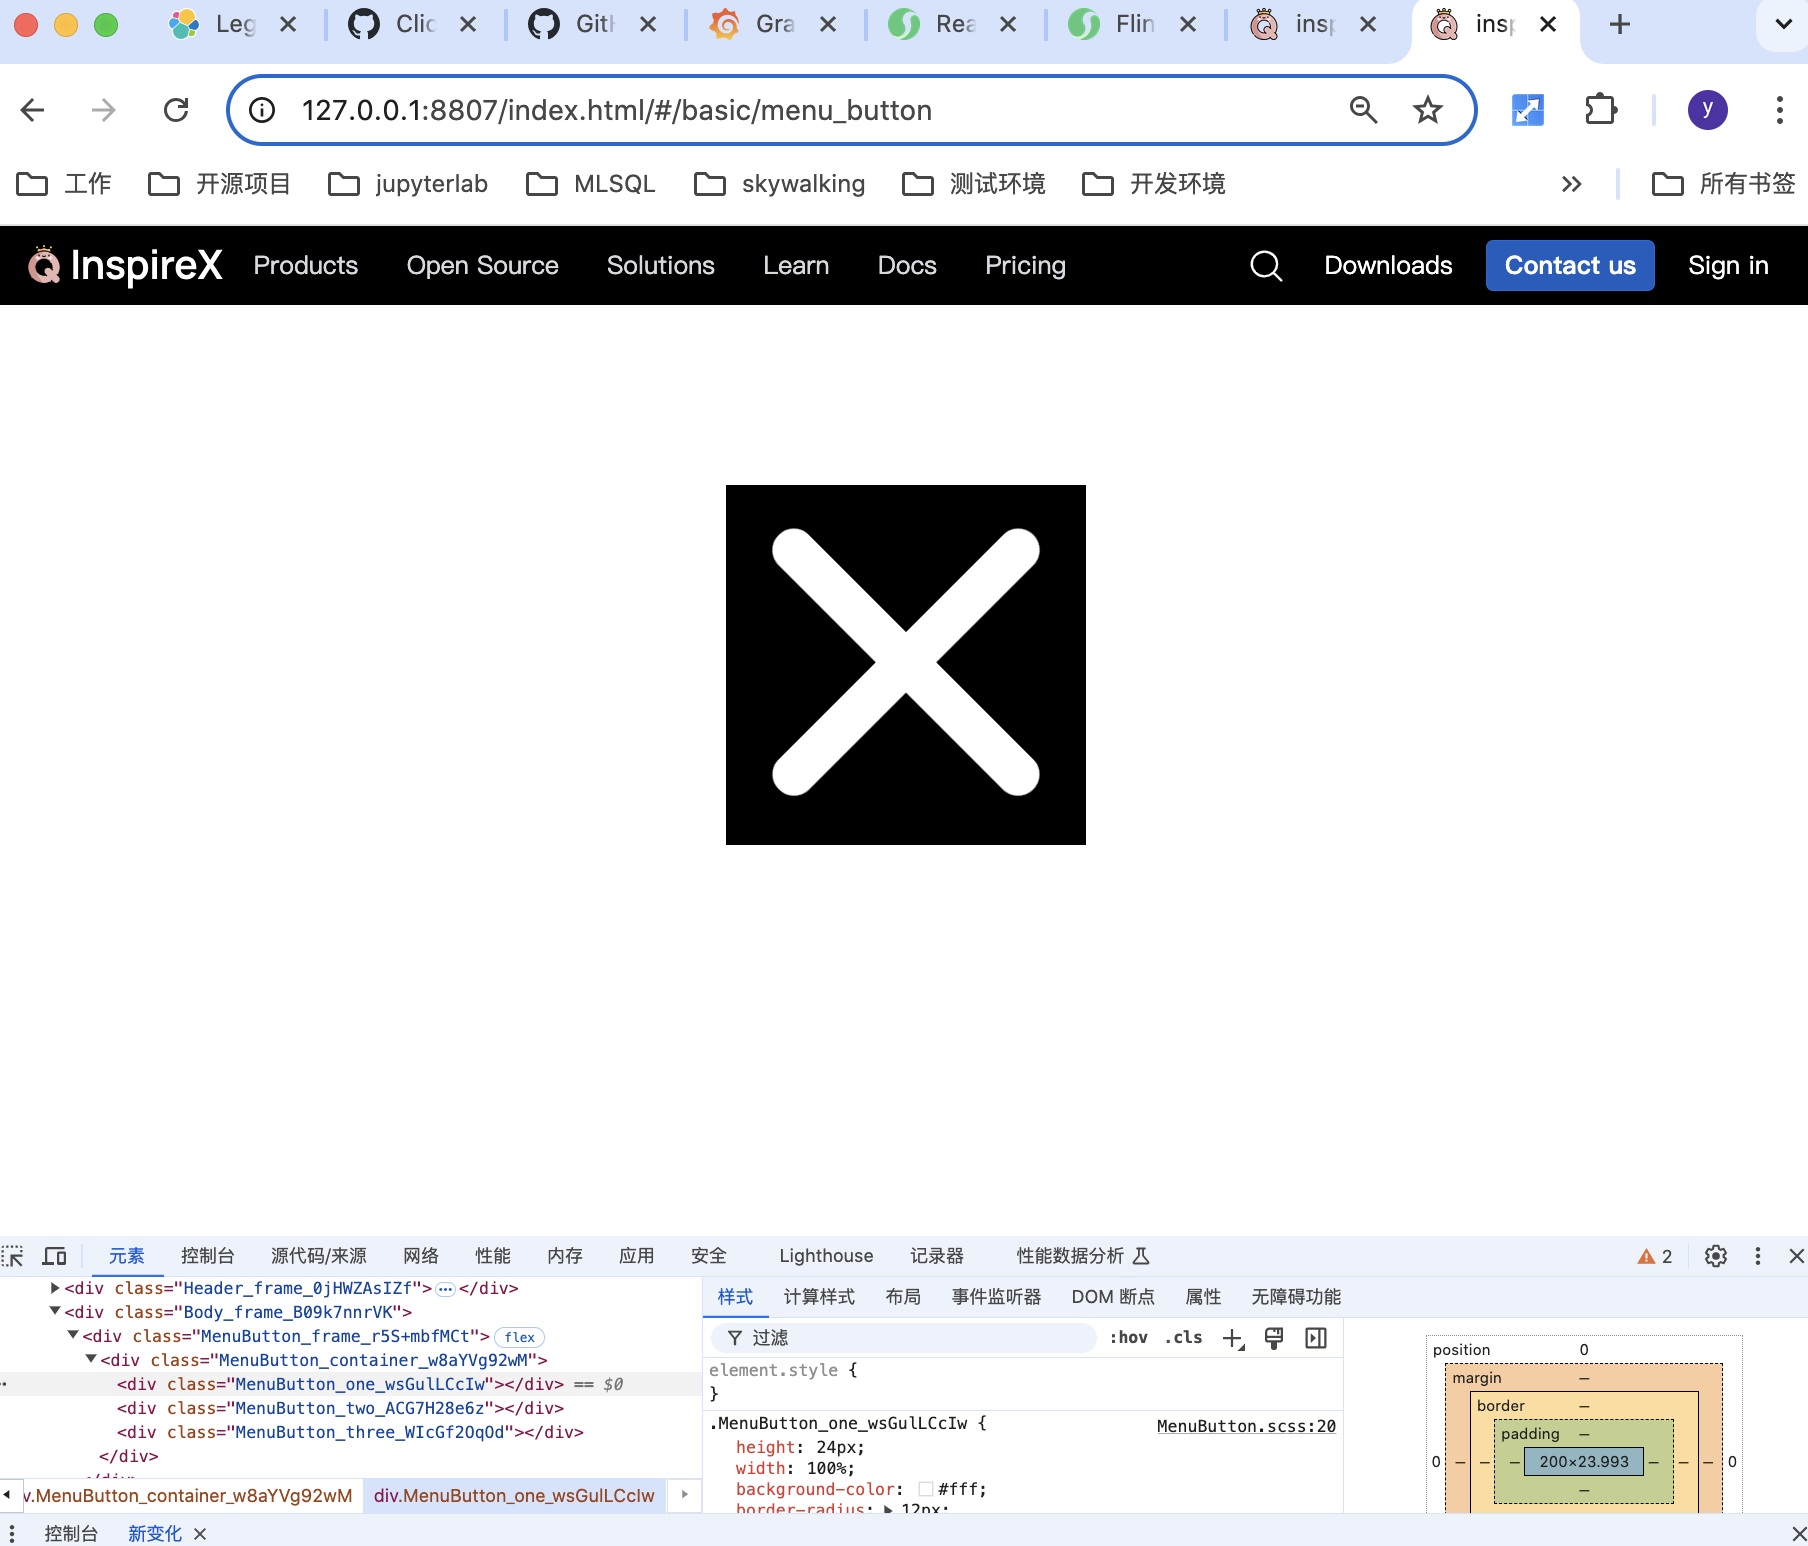 Leg
Clic
GitH
Gra
Rea
Flin
insp
insp
127.0.0.1:8807/index.html/#/basic/menu_button
y
工作
开源项目
jupyterlab
MLSQL
skywalking
测试环境
开发环境
所有书签
InspireX
Products
Open Source
Solutions
Learn
Docs
Pricing
Downloads
Contact us
Sign in
元素
控制台
源代码/来源
网络
性能
内存
应用
安全
Lighthouse
记录器
性能数据分析
2
<div class="Header_frame_0jHWZAsIZf">…</div>
<div class="Body_frame_B09k7nnrVK">
<div class="MenuButton_frame_r5S+mbfMCt"> flex
<div class="MenuButton_container_w8aYVg92wM">
<div class="MenuButton_one_wsGulLCcIw"></div> == $0
<div class="MenuButton_two_ACG7H28e6z"></div>
<div class="MenuButton_three_WIcGf2OqOd"></div>
</div>
</div>
v.MenuButton_container_w8aYVg92wM
div.MenuButton_one_wsGulLCcIw
样式
计算样式
布局
事件监听器
DOM 断点
属性
无障碍功能
过滤
:hov
.cls
element.style {
}
.MenuButton_one_wsGulLCcIw {
MenuButton.scss:20
height: 24px;
width: 100%;
background-color: #fff;
border-radius: 12px;
position
0
margin
–
border
–
padding
–
0 – – – 200×23.993 – – – 0
–
控制台
新变化